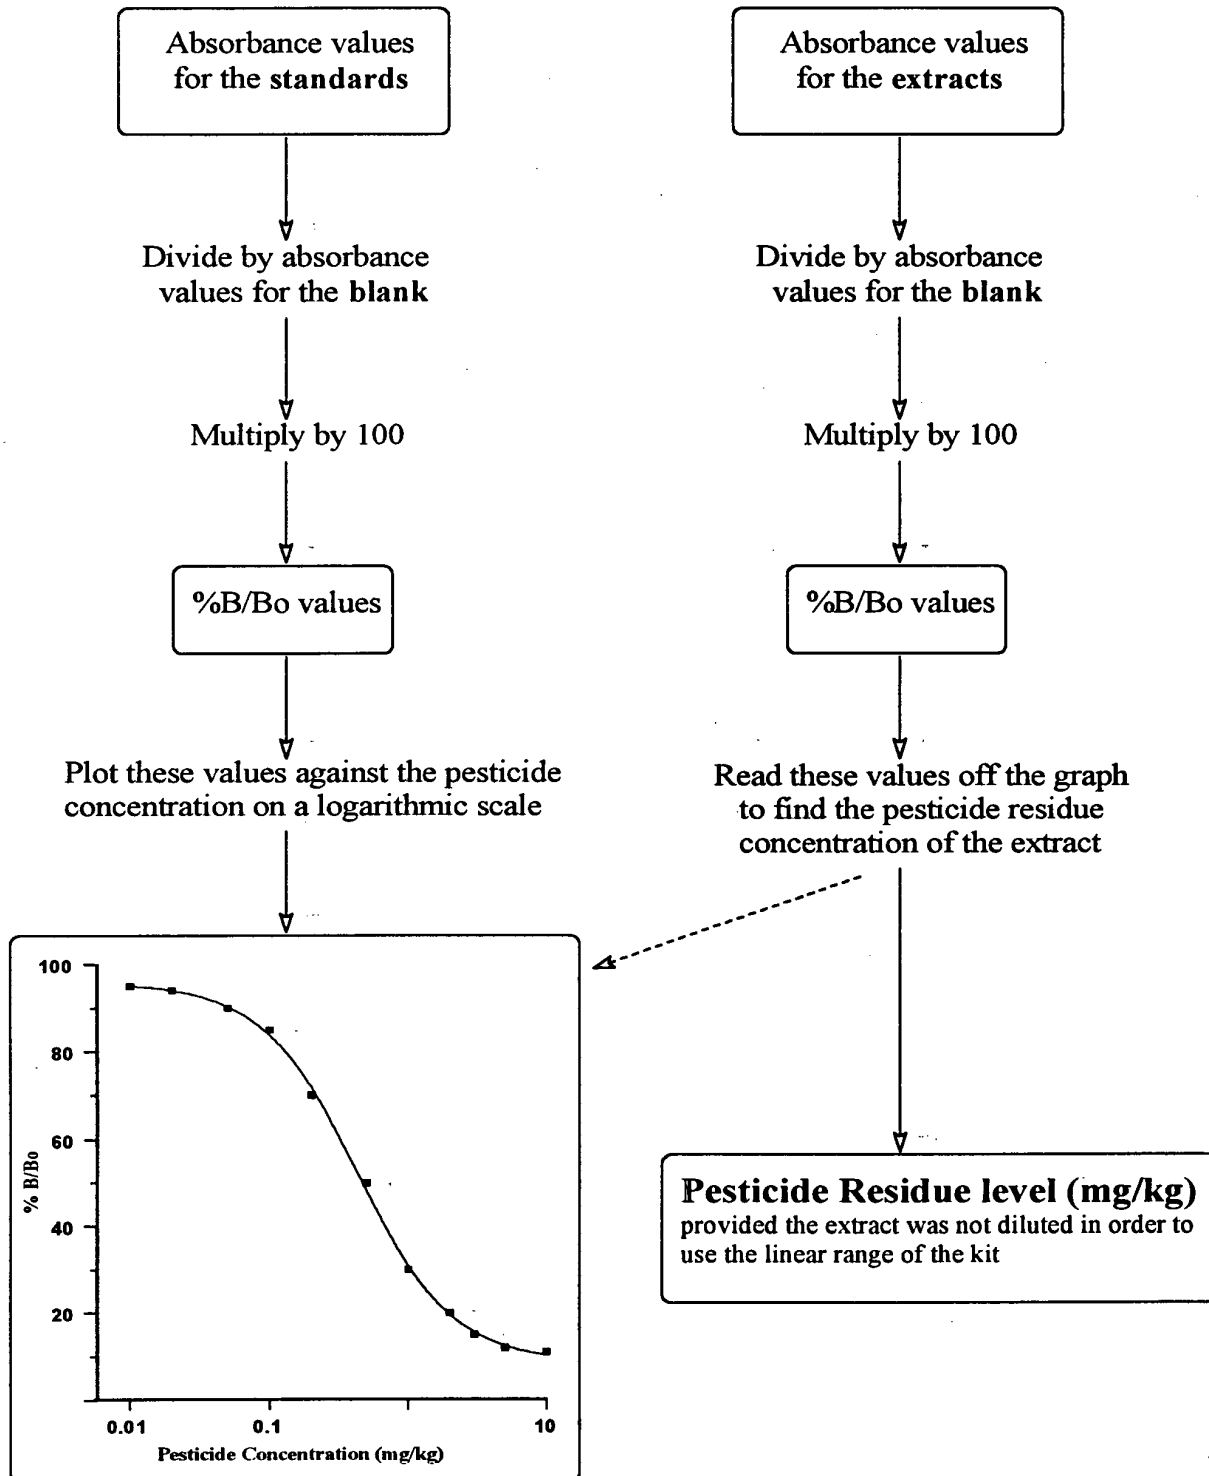 Absorbance values
for the standards
Divide by absorbance
values for the blank
Multiply by 100
%B/Bo values
Plot these values against the pesticide
concentration on a logarithmic scale
Absorbance values
for the extracts
Divide by absorbance
values for the blank
Multiply by 100
%B/Bo values
Read these values off the graph
to find the pesticide residue
concentration of the extract
Pesticide Residue level (mg/kg)
provided the extract was not diluted in order to
use the linear range of the kit
100
80
60
40
20
% B/Bo
0.01
0.1
10
Pesticide Concentration (mg/kg)